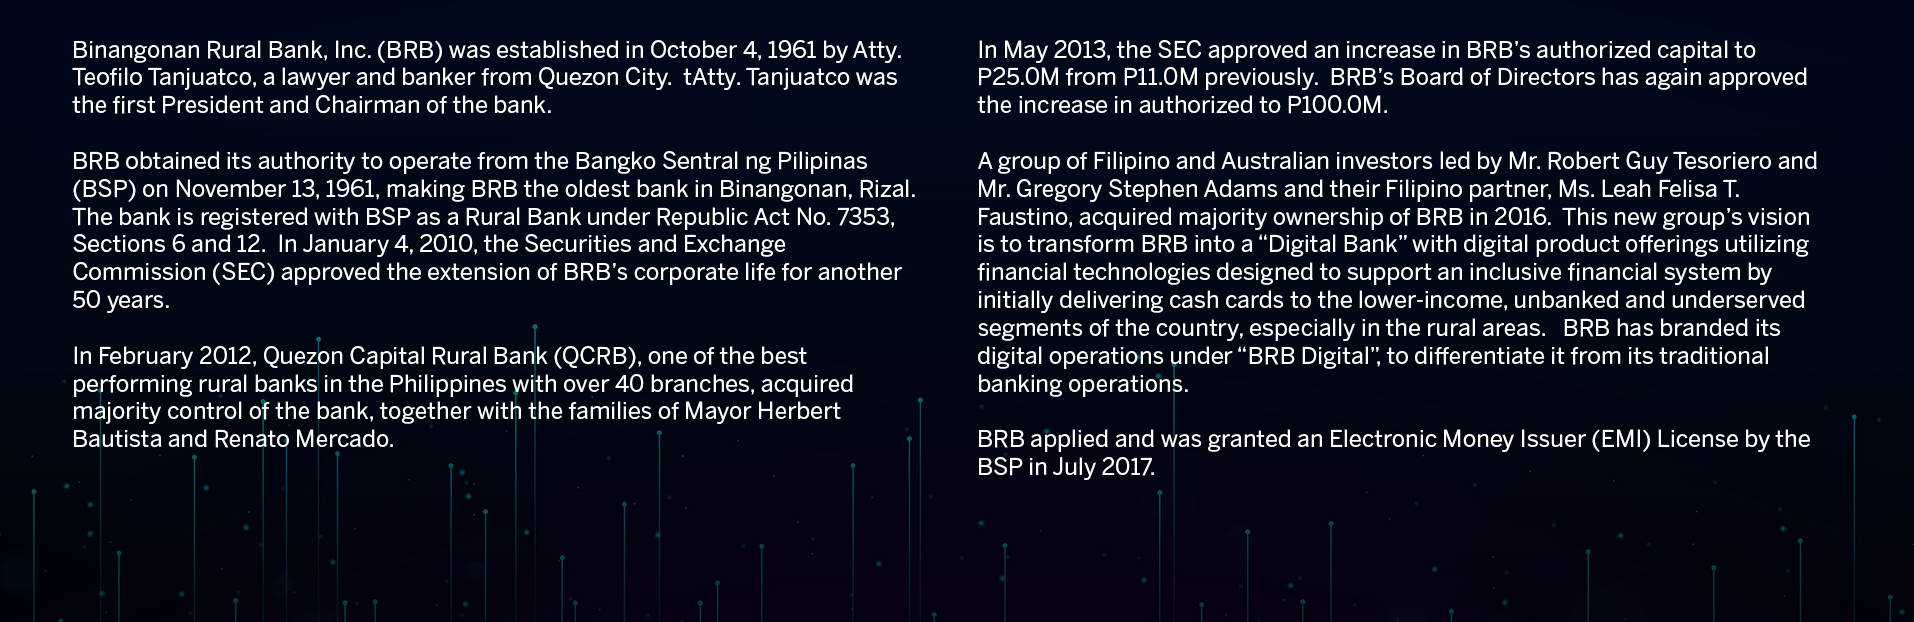 Binangonan Rural Bank, Inc. (BRB) was established in October 4, 1961 by Atty.
Teofilo Tanjuatco, a lawyer and banker from Quezon City.  tAtty. Tanjuatco was
the first President and Chairman of the bank.
BRB obtained its authority to operate from the Bangko Sentral ng Pilipinas
(BSP) on November 13, 1961, making BRB the oldest bank in Binangonan, Rizal.
The bank is registered with BSP as a Rural Bank under Republic Act No. 7353,
Sections 6 and 12.  In January 4, 2010, the Securities and Exchange
Commission (SEC) approved the extension of BRB’s corporate life for another
50 years.
In February 2012, Quezon Capital Rural Bank (QCRB), one of the best
performing rural banks in the Philippines with over 40 branches, acquired
majority control of the bank, together with the families of Mayor Herbert
Bautista and Renato Mercado.
In May 2013, the SEC approved an increase in BRB’s authorized capital to
P25.0M from P11.0M previously.  BRB’s Board of Directors has again approved
the increase in authorized to P100.0M.
A group of Filipino and Australian investors led by Mr. Robert Guy Tesoriero and
Mr. Gregory Stephen Adams and their Filipino partner, Ms. Leah Felisa T.
Faustino, acquired majority ownership of BRB in 2016.  This new group’s vision
is to transform BRB into a “Digital Bank” with digital product offerings utilizing
financial technologies designed to support an inclusive financial system by
initially delivering cash cards to the lower-income, unbanked and underserved
segments of the country, especially in the rural areas.   BRB has branded its
digital operations under “BRB Digital”, to differentiate it from its traditional
banking operations.
BRB applied and was granted an Electronic Money Issuer (EMI) License by the
BSP in July 2017.